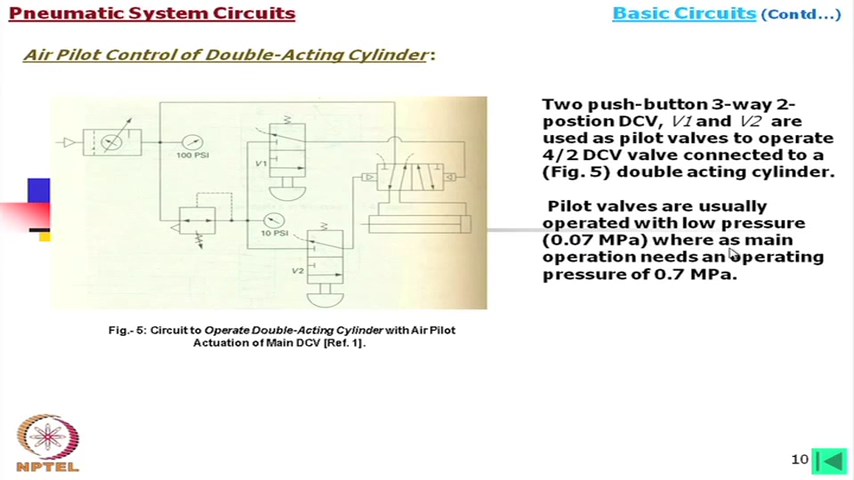 Pneumatic System Circuits
Basic Circuits (Contd...)
Air Pilot Control of Double-Acting Cylinder:
100 PSI
V1
10 PSI
V2
Fig.- 5: Circuit to Operate Double-Acting Cylinder with Air Pilot
Actuation of Main DCV [Ref. 1].
Two push-button 3-way 2-
postion DCV, V1 and V2 are
used as pilot valves to operate
4/2 DCV valve connected to a
(Fig. 5) double acting cylinder.
Pilot valves are usually
operated with low pressure
(0.07 MPa) where as main
operation needs an operating
pressure of 0.7 MPa.
NPTEL
10